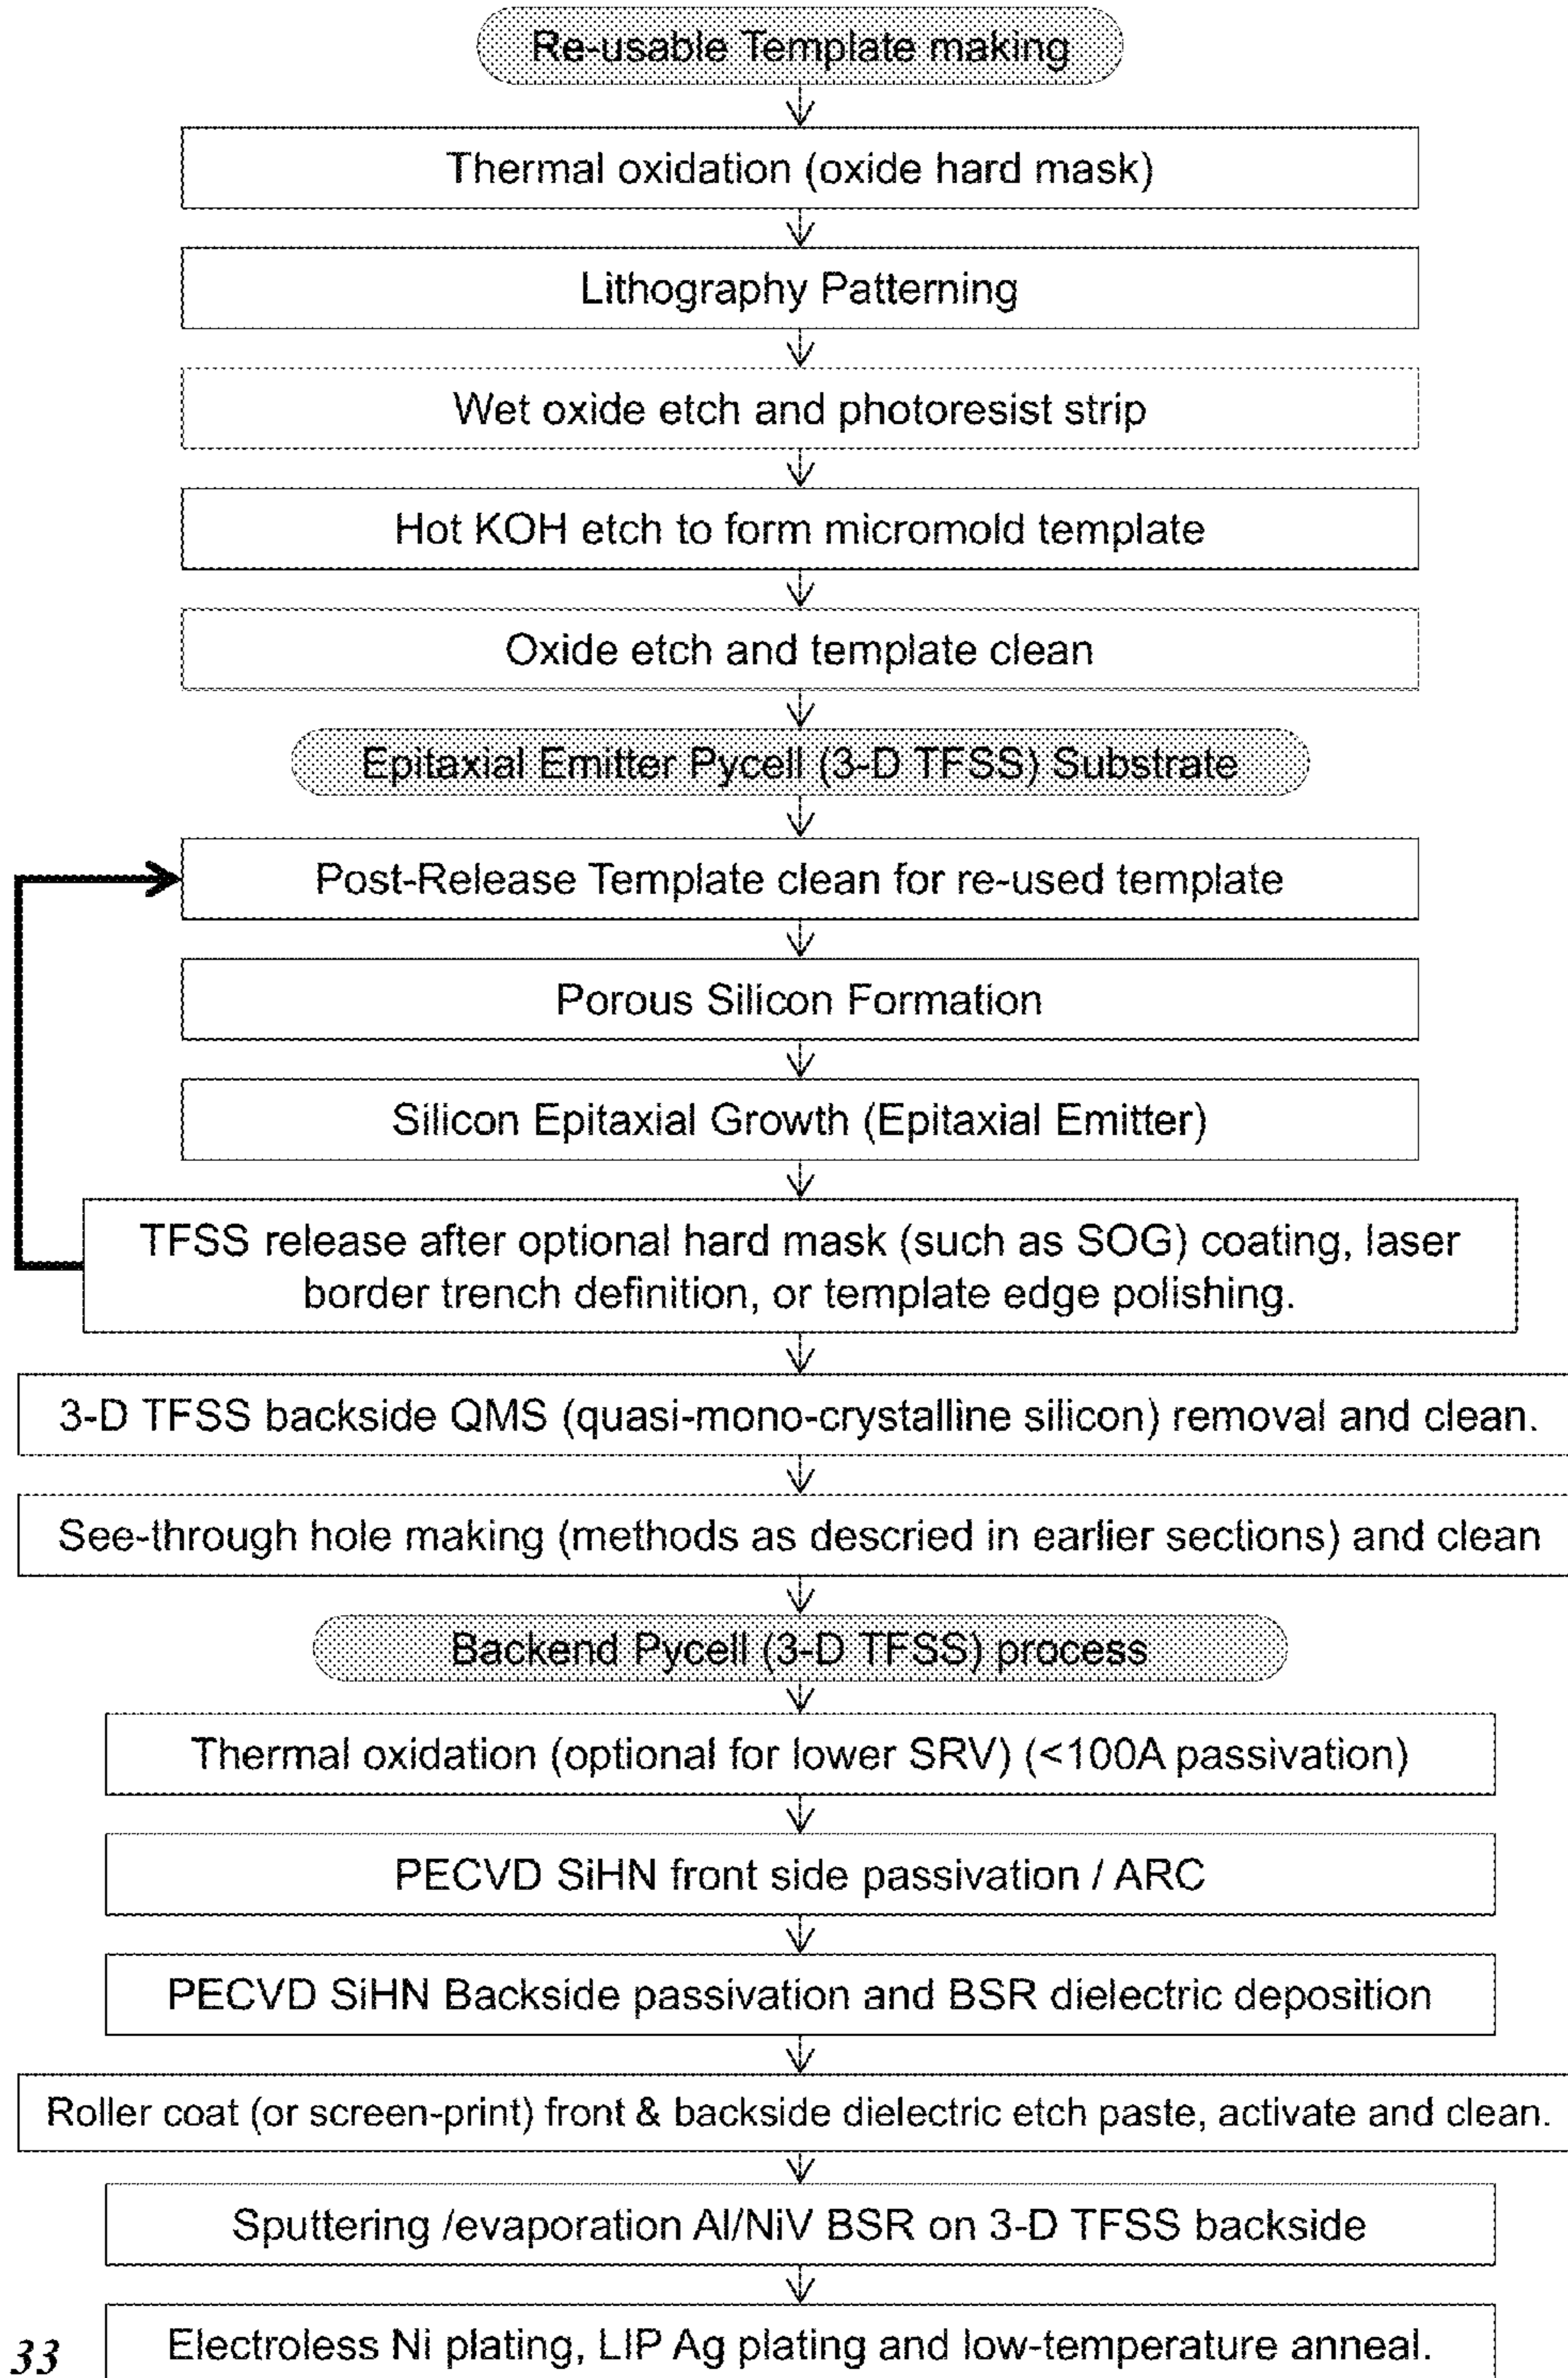 Re-usable Template making
Thermal oxidation (oxide hard mask)
Lithography Patterning
Wet oxide etch and photoresist strip
Hot KOH etch to form micromold template
Oxide etch and template clean
Epitaxial Emitter Pycell (3-D TFSS) Substrate
Post-Release Template clean for re-used template
Porous Silicon Formation
Silicon Epitaxial Growth (Epitaxial Emitter)
TFSS release after optional hard mask (such as SOG) coating, laser
border trench definition, or template edge polishing.
3-D TFSS backside QMS (quasi-mono-crystalline silicon) removal and clean.
See-through hole making (methods as descried in earlier sections) and clean
Backend Pycell (3-D TFSS) process
Thermal oxidation (optional for lower SRV) (<100A passivation)
PECVD SiHN front side passivation / ARC
PECVD SiHN Backside passivation and BSR dielectric deposition
Roller coat (or screen-print) front & backside dielectric etch paste, activate and clean.
Sputtering /evaporation Al/NiV BSR on 3-D TFSS backside
Electroless Ni plating, LIP Ag plating and low-temperature anneal.
33